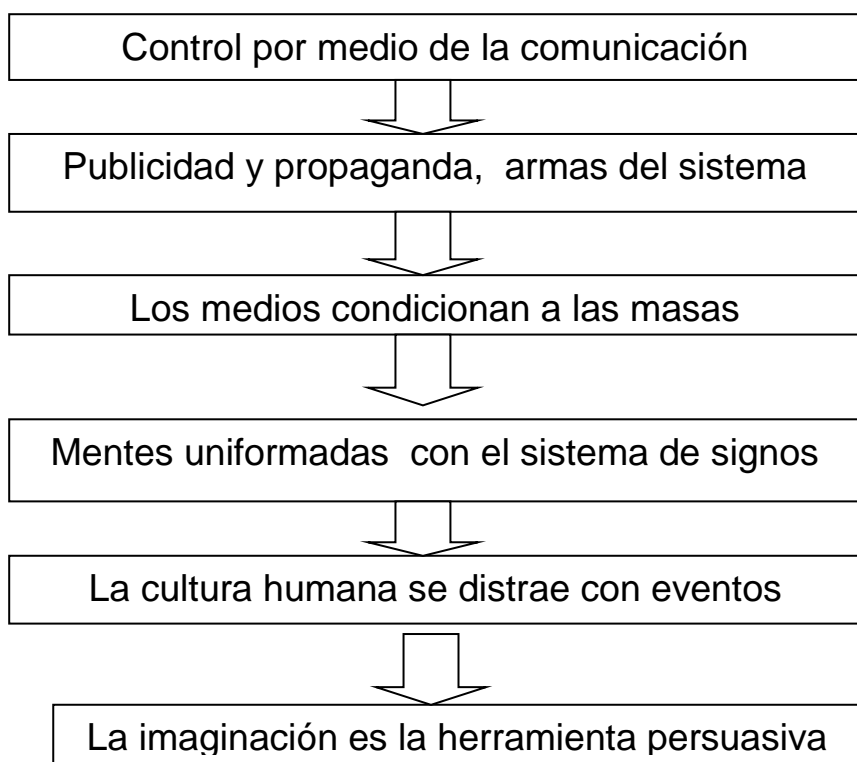 Control por medio de la comunicación
Publicidad y propaganda, armas del sistema
Los medios condicionan a las masas
Mentes uniformadas con el sistema de signos
La cultura humana se distrae con eventos
La imaginación es la herramienta persuasiva